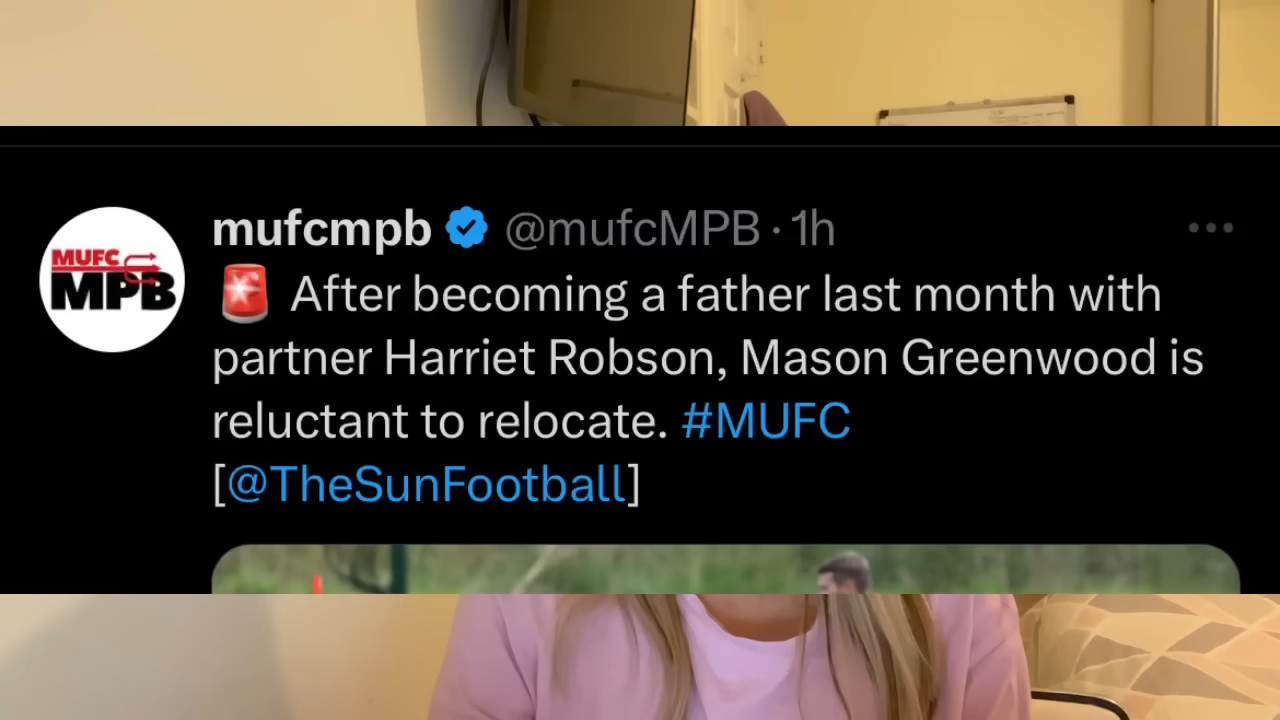 MUFC
MPB
mufcmpb @mufcMPB · 1h
🚨 After becoming a father last month with
partner Harriet Robson, Mason Greenwood is
reluctant to relocate. #MUFC
[@TheSunFootball]